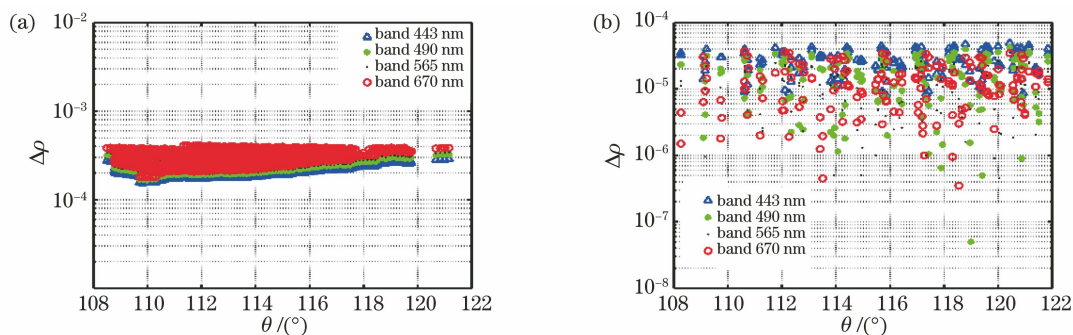 (a)
10⁻²
10⁻³
10⁻⁴
Δρ
band 443 nm
band 490 nm
band 565 nm
band 670 nm
108 110 112 114 116 118 120 122
θ /(°)
(b)
10⁻⁴
10⁻⁵
10⁻⁶
10⁻⁷
10⁻⁸
Δρ
band 443 nm
band 490 nm
band 565 nm
band 670 nm
108 110 112 114 116 118 120 122
θ /(°)